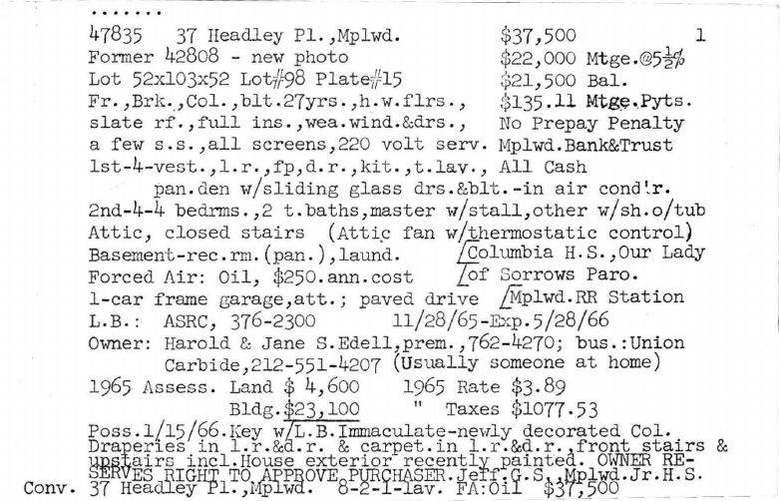 .......
47835 37 Headley Pl.,Mplwd. $37,500 1
Former 42808 - new photo $22,000 Mtge.@5½%
Lot 52x103x52 Lot#98 Plate#15 $21,500 Bal.
Fr.,Brk.,Col.,blt.27yrs.,h.w.flrs., $135.11 Mtge.Pyts.
slate rf.,full ins.,wea.wind.&drs., No Prepay Penalty
a few s.s.,all screens,220 volt serv. Mplwd.Bank&Trust
1st-4-vest.,l.r.,fp,d.r.,kit.,t.lav., All Cash
pan.den w/sliding glass drs.&blt.-in air cond'r.
2nd-4-4 bedrms.,2 t.baths,master w/stall,other w/sh.o/tub
Attic, closed stairs (Attic fan w/thermostatic control)
Basement-rec.rm.(pan.),laund. /Columbia H.S.,Our Lady
Forced Air: Oil, $250.ann.cost /of Sorrows Paro.
1-car frame garage,att.; paved drive /Mplwd.RR Station
L.B.: ASRC, 376-2300 11/28/65-Exp.5/28/66
Owner: Harold & Jane S.Edell,prem.,762-4270; bus.:Union
Carbide,212-551-4207 (Usually someone at home)
1965 Assess. Land $ 4,600 1965 Rate $3.89
Bldg.$23,100 " Taxes $1077.53
Poss.1/15/66.Key w/L.B.Immaculate-newly decorated Col.
Draperies in l.r.&d.r. & carpet.in l.r.&d.r.,front stairs &
upstairs incl.House exterior recently painted. OWNER RE-
SERVES RIGHT TO APPROVE PURCHASER.Jeff.G.S.,Mplwd.Jr.H.S.
Conv. 37 Headley Pl.,Mplwd. 8-2-1-lav. FA:Oil $37,500